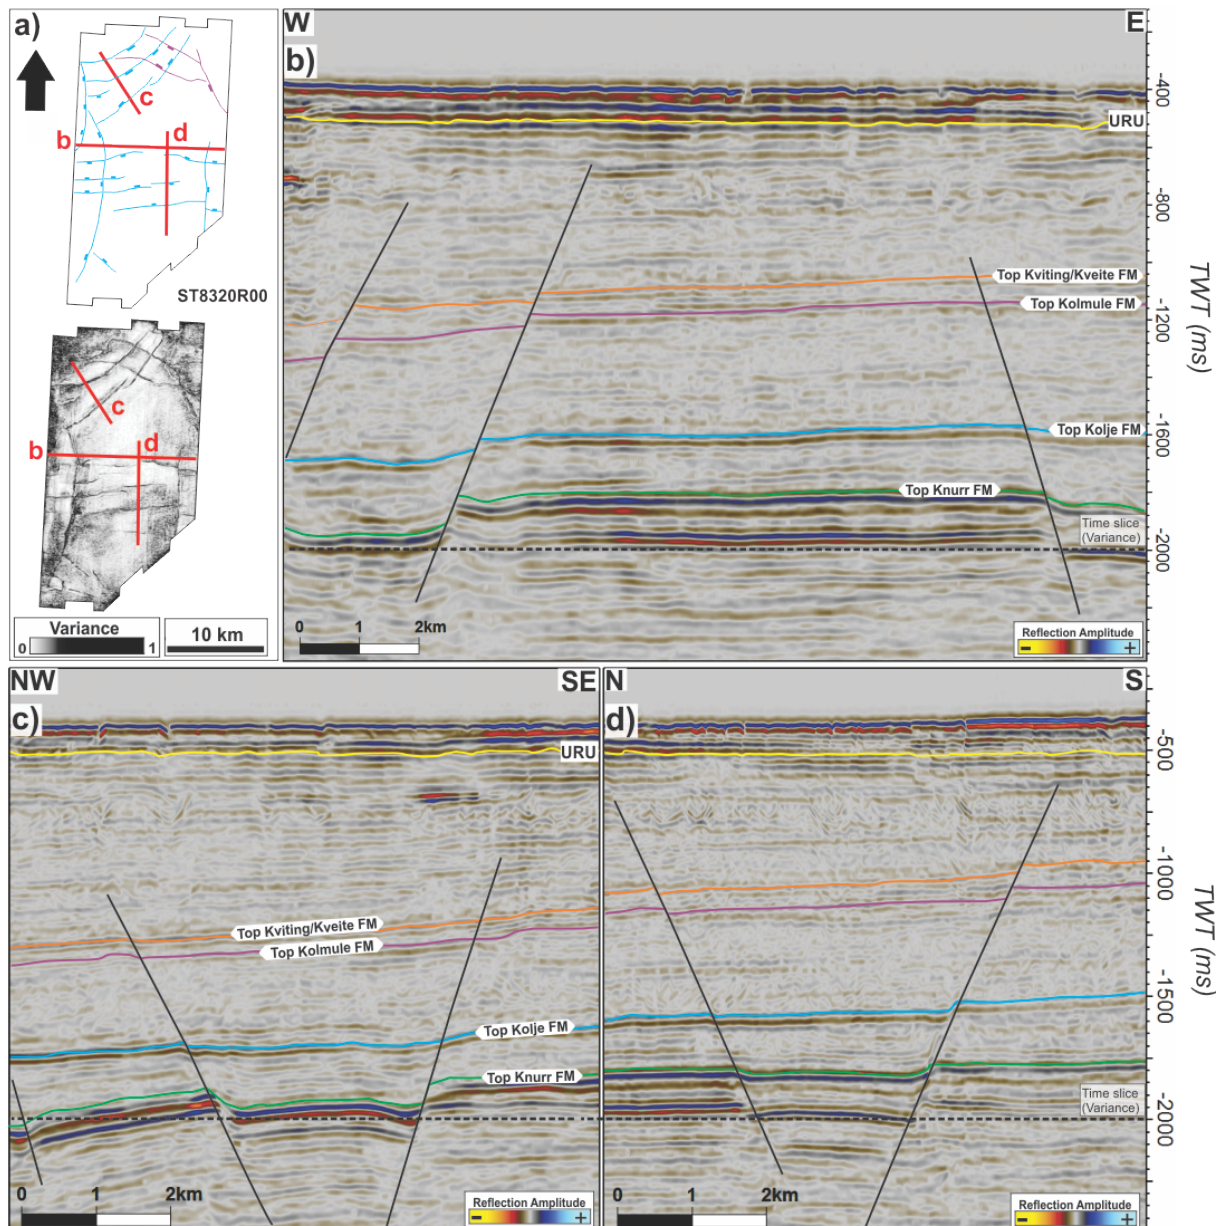 a)
c
b
d
ST8320R00
c
b
d
Variance
0
1
10 km
W
E
b)
-400
URU
-800
Top Kviting/Kveite FM
Top Kolmule FM
-1200
TWT (ms)
Top Kolje FM
-1600
Top Knurr FM
Time slice
(Variance)
-2000
0 1 2km
Reflection Amplitude
- +
NW
SE
c)
URU
Top Kviting/Kveite FM
Top Kolmule FM
Top Kolje FM
Top Knurr FM
0 1 2km
Reflection Amplitude
- +
N
S
d)
-500
-1000
TWT (ms)
-1500
Time slice
(Variance)
-2000
0 1 2km
Reflection Amplitude
- +